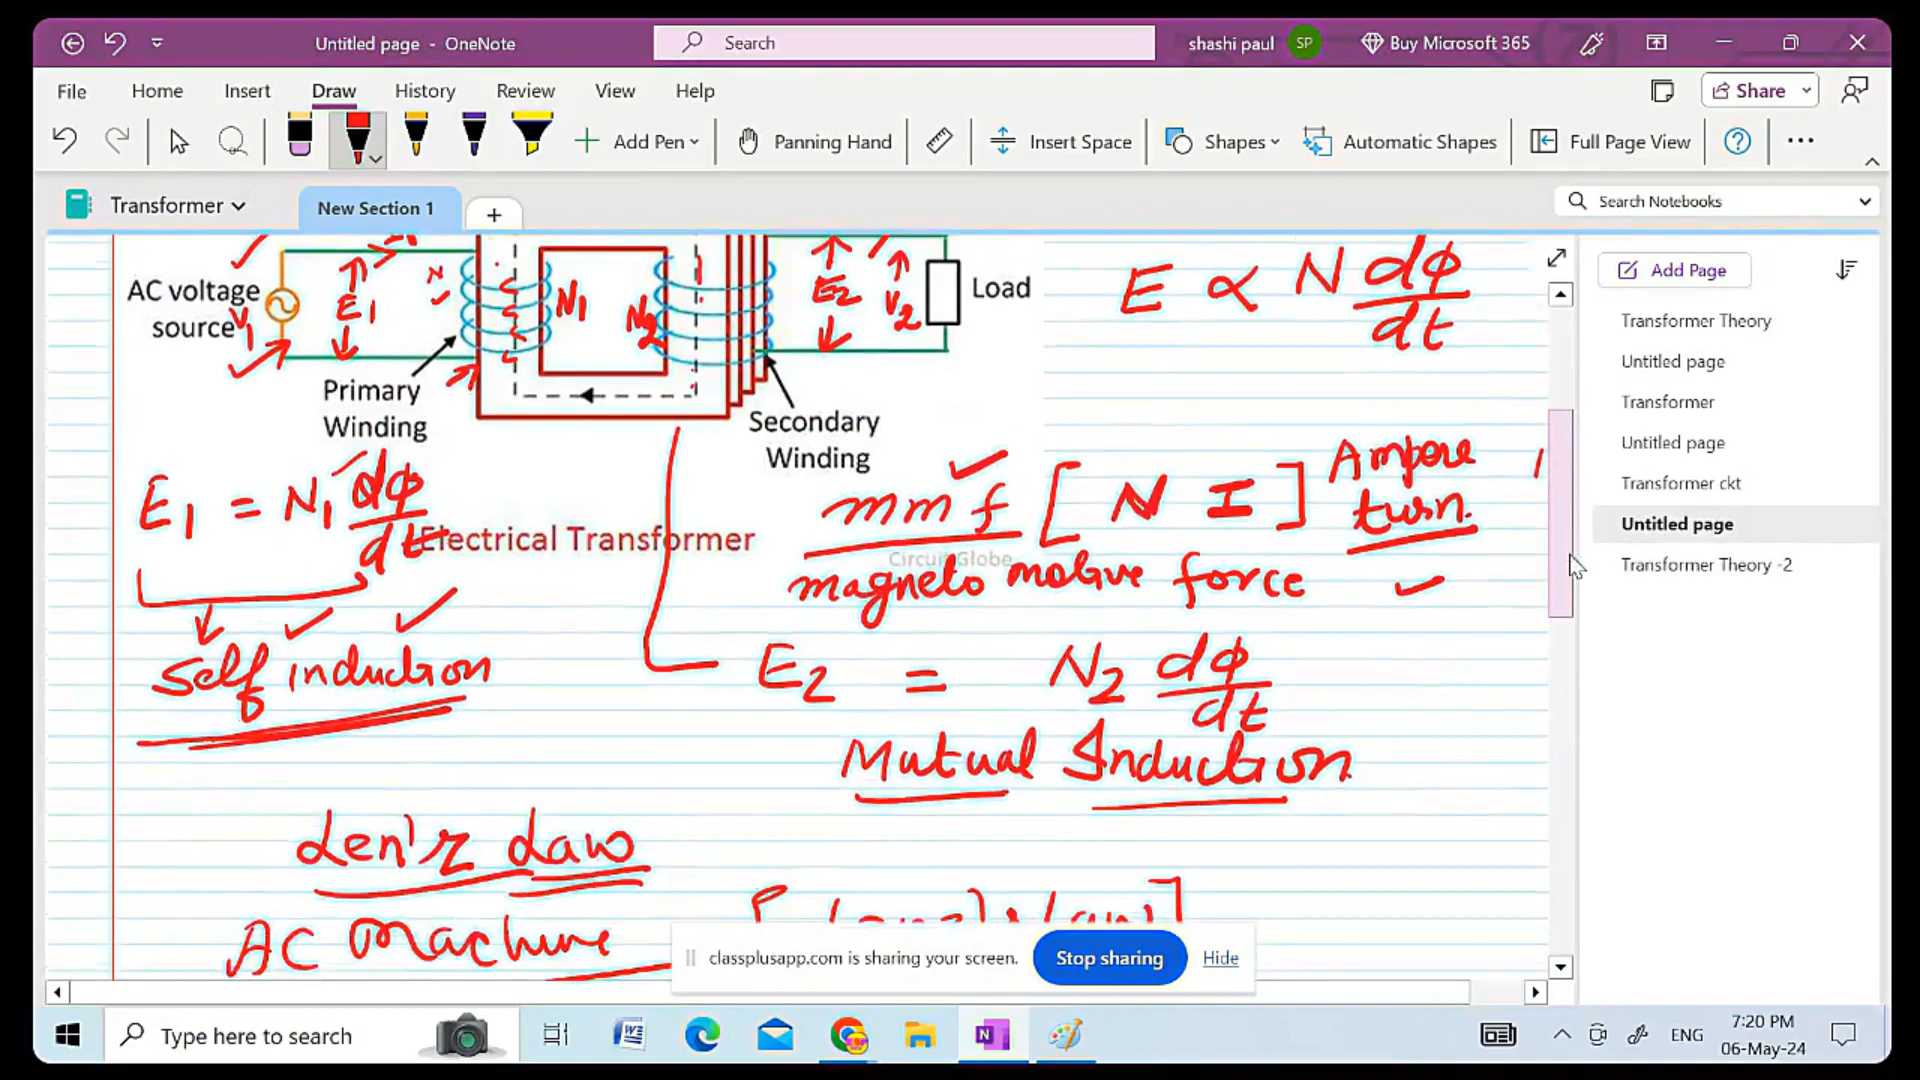 Untitled page - OneNote
Search
shashi paul
SP
Buy Microsoft 365
File
Home
Insert
Draw
History
Review
View
Help
Share
Add Pen
Panning Hand
Insert Space
Shapes
Automatic Shapes
Full Page View
Transformer
New Section 1
Search Notebooks
Add Page
Transformer Theory
Untitled page
Transformer
Untitled page
Transformer ckt
Untitled page
Transformer Theory -2
AC voltage
source
V1
E1
N1
N2
E2
V2
Load
E ∝ N dφ/dt
Primary
Winding
Secondary
Winding
E1 = N1 dφ/dt
Electrical Transformer
mmf [ N I ] Ampere
turn.
Circuit Globe
magneto motive force
Self induction
E2 = N2 dφ/dt
Mutual Induction
Len'z Law
AC machine
classplusapp.com is sharing your screen.
Stop sharing
Hide
Type here to search
ENG
7:20 PM
06-May-24